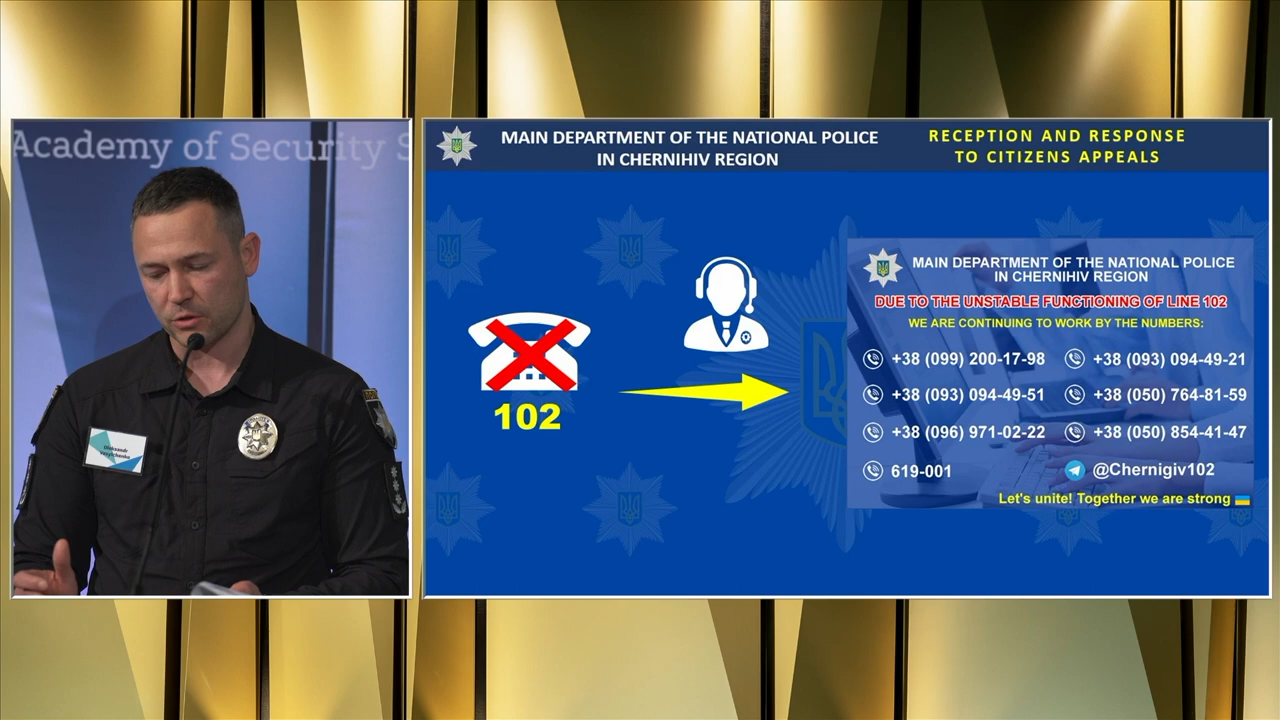 Academy of Security S
Oleksandr
MAIN DEPARTMENT OF THE NATIONAL POLICE
IN CHERNIHIV REGION
RECEPTION AND RESPONSE
TO CITIZENS APPEALS
102
MAIN DEPARTMENT OF THE NATIONAL POLICE
IN CHERNIHIV REGION
DUE TO THE UNSTABLE FUNCTIONING OF LINE 102
WE ARE CONTINUING TO WORK BY THE NUMBERS:
+38 (099) 200-17-98 +38 (093) 094-49-21
+38 (093) 094-49-51 +38 (050) 764-81-59
+38 (096) 971-02-22 +38 (050) 854-41-47
619-001 @Chernigiv102
Let's unite! Together we are strong